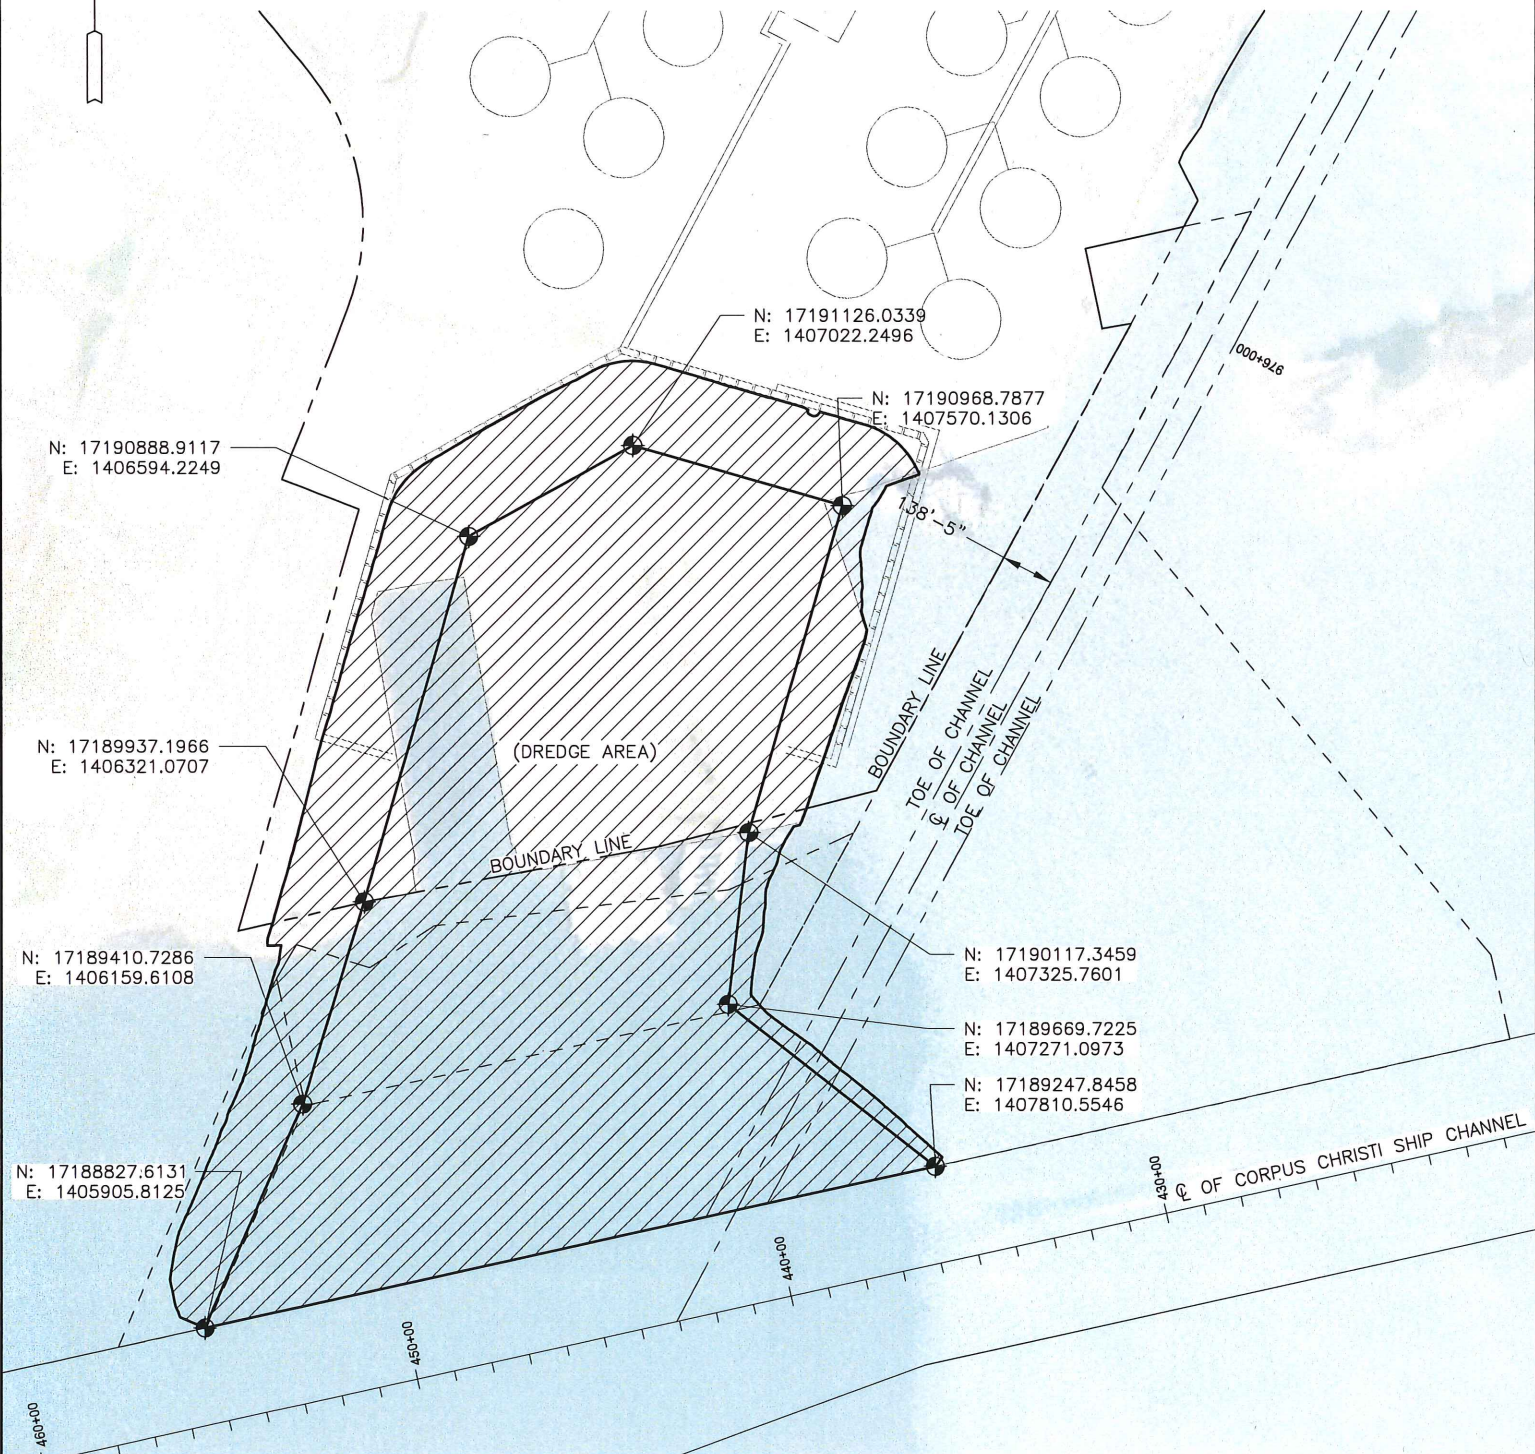 N: 17191126.0339
E: 1407022.2496
000+976
N: 17190968.7877
E: 1407570.1306
N: 17190888.9117
E: 1406594.2249
138'-5"
BOUNDARY LINE
TOE OF CHANNEL
℄ OF CHANNEL
TOE OF CHANNEL
N: 17189937.1966
E: 1406321.0707
(DREDGE AREA)
BOUNDARY LINE
N: 17189410.7286
E: 1406159.6108
N: 17190117.3459
E: 1407325.7601
N: 17189669.7225
E: 1407271.0973
N: 17189247.8458
E: 1407810.5546
N: 17188827.6131
E: 1405905.8125
430+00
℄ OF CORPUS CHRISTI SHIP CHANNEL
440+00
450+00
460+00